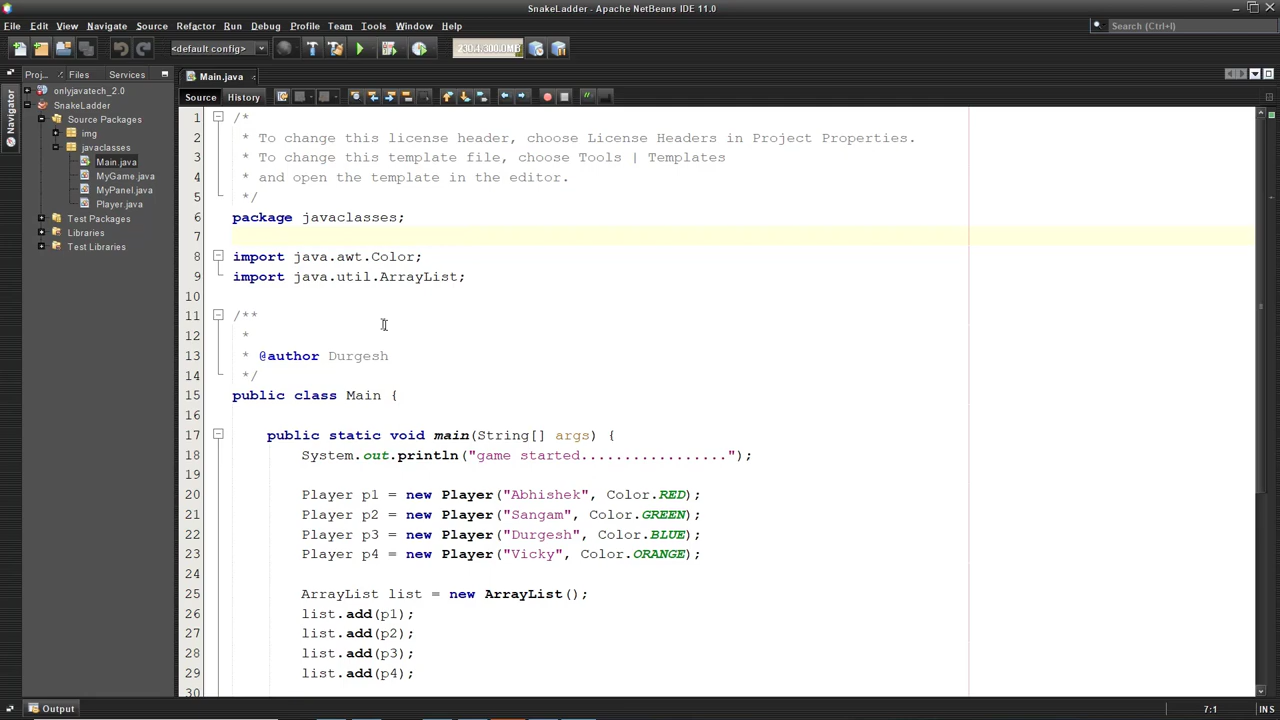 SnakeLadder - Apache NetBeans IDE 11.0
File Edit View Navigate Source Refactor Run Debug Profile Team Tools Window Help
Search (Ctrl+I)
<default config>
230.4/300.0MB
Proj... Files Services
Main.java
Navigator
onlyjavatech_2.0
SnakeLadder
Source Packages
img
javaclasses
Main.java
MyGame.java
MyPanel.java
Player.java
Test Packages
Libraries
Test Libraries
Source History
1 /*
2 * To change this license header, choose License Headers in Project Properties.
3 * To change this template file, choose Tools | Templates
4 * and open the template in the editor.
5 */
6 package javaclasses;
7
8 import java.awt.Color;
9 import java.util.ArrayList;
10
11 /**
12 *
13 * @author Durgesh
14 */
15 public class Main {
16
17 public static void main(String[] args) {
18 System.out.println("game started.................");
19
20 Player p1 = new Player("Abhishek", Color.RED);
21 Player p2 = new Player("Sangam", Color.GREEN);
22 Player p3 = new Player("Durgesh", Color.BLUE);
23 Player p4 = new Player("Vicky", Color.ORANGE);
24
25 ArrayList list = new ArrayList();
26 list.add(p1);
27 list.add(p2);
28 list.add(p3);
29 list.add(p4);
30
Output
7:1 INS